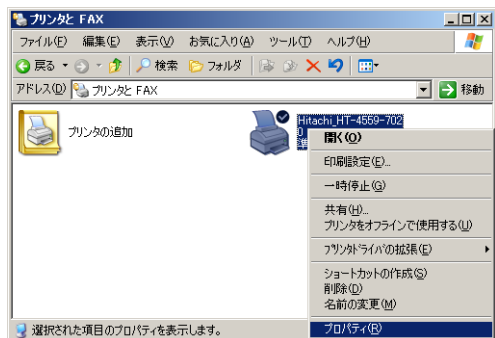 プリンタと FAX
ファイル(F) 編集(E) 表示(V) お気に入り(A) ツール(T) ヘルプ(H)
戻る 検索 フォルダ
アドレス(D) プリンタと FAX 移動
プリンタの追加
Hitachi_HT-4559-702
0
準
開く(O)
印刷設定(E)...
一時停止(G)
共有(H)...
プリンタをオフラインで使用する(U)
プリンタドライバの拡張(E)
ショートカットの作成(S)
削除(D)
名前の変更(M)
プロパティ(R)
選択された項目のプロパティを表示します。